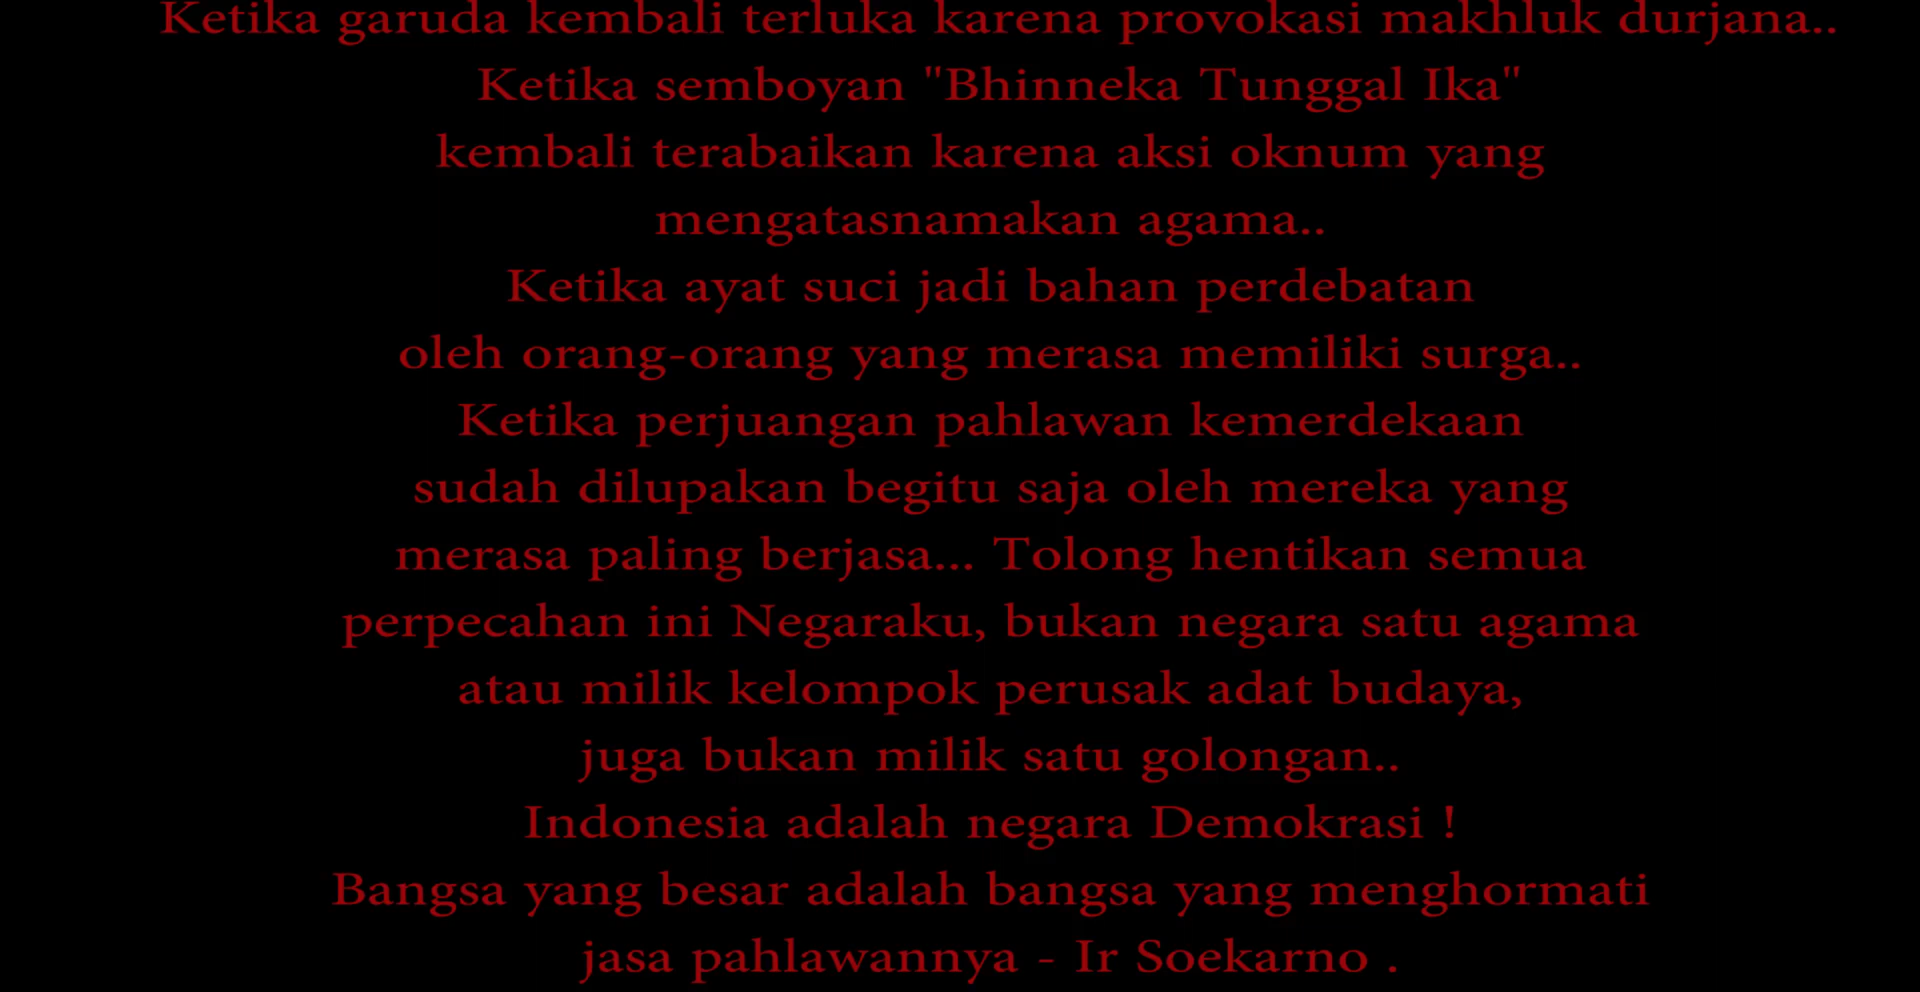 Ketika garuda kembali terluka karena provokasi makhluk durjana..
Ketika semboyan "Bhinneka Tunggal Ika"
kembali terabaikan karena aksi oknum yang
mengatasnamakan agama..
Ketika ayat suci jadi bahan perdebatan
oleh orang-orang yang merasa memiliki surga..
Ketika perjuangan pahlawan kemerdekaan
sudah dilupakan begitu saja oleh mereka yang
merasa paling berjasa... Tolong hentikan semua
perpecahan ini Negaraku, bukan negara satu agama
atau milik kelompok perusak adat budaya,
juga bukan milik satu golongan..
Indonesia adalah negara Demokrasi !
Bangsa yang besar adalah bangsa yang menghormati
jasa pahlawannya - Ir Soekarno .